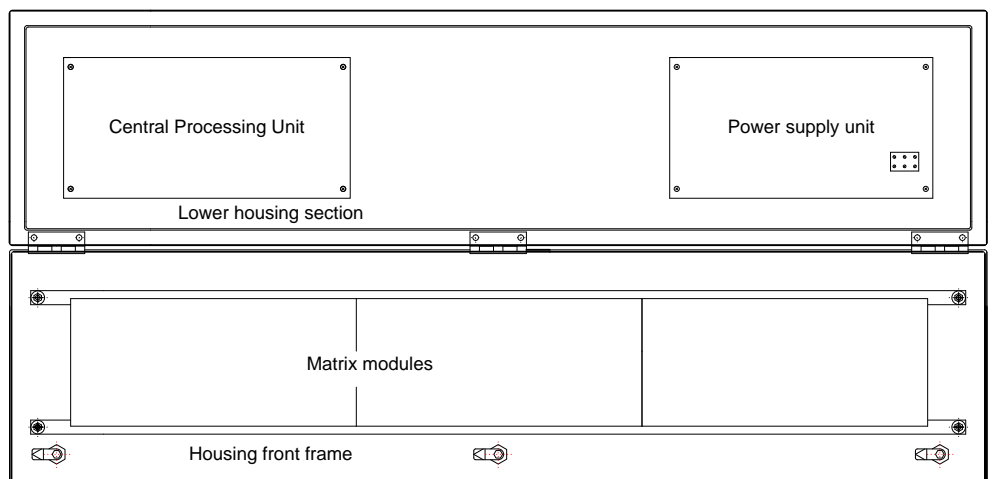 Central Processing Unit
Power supply unit
Lower housing section
Matrix modules
Housing front frame